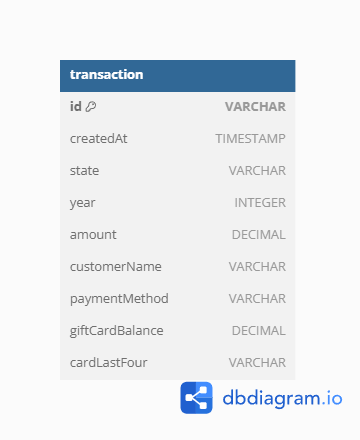 transaction
id VARCHAR
createdAt TIMESTAMP
state VARCHAR
year INTEGER
amount DECIMAL
customerName VARCHAR
paymentMethod VARCHAR
giftCardBalance DECIMAL
cardLastFour VARCHAR
dbdiagram.io